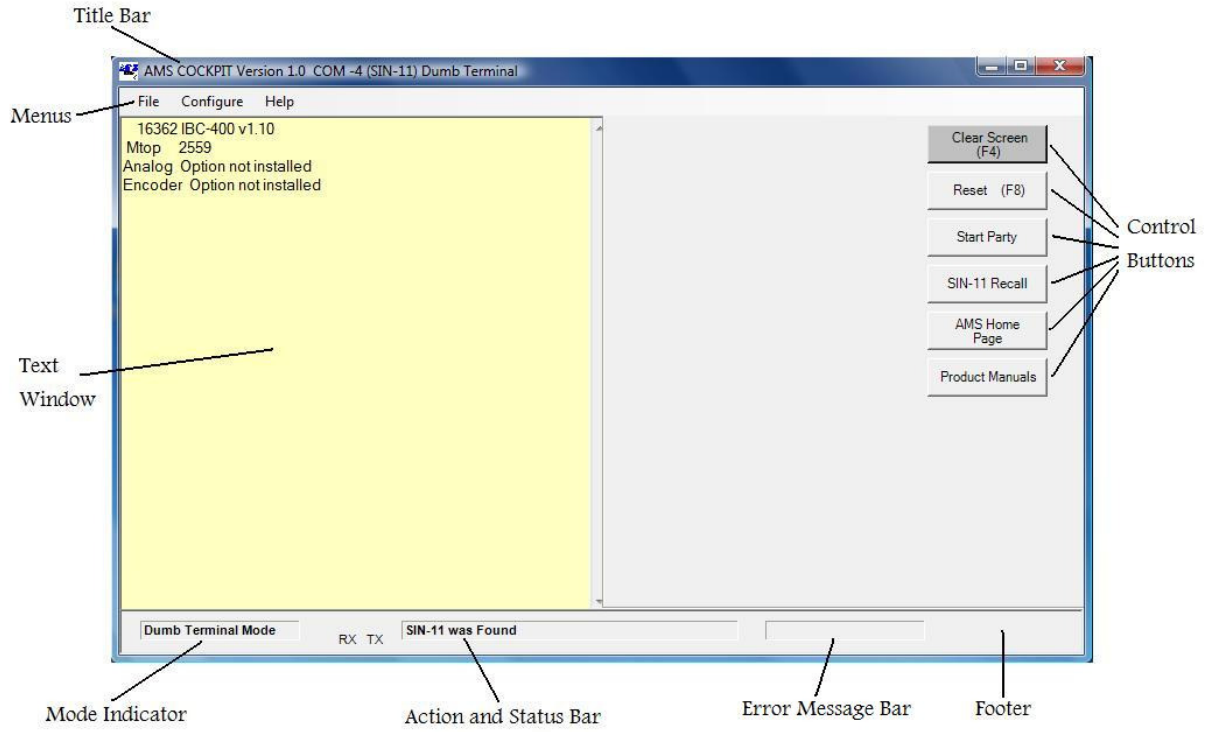 Title Bar
AMS COCKPIT Version 1.0 COM -4 (SIN-11) Dumb Terminal
Menus
File Configure Help
16362 IBC-400 v1.10
Mtop 2559
Analog Option not installed
Encoder Option not installed
Clear Screen
(F4)
Reset (F8)
Start Party
SIN-11 Recall
AMS Home
Page
Product Manuals
Control
Buttons
Text
Window
Dumb Terminal Mode
RX TX
SIN-11 was Found
Mode Indicator
Action and Status Bar
Error Message Bar
Footer